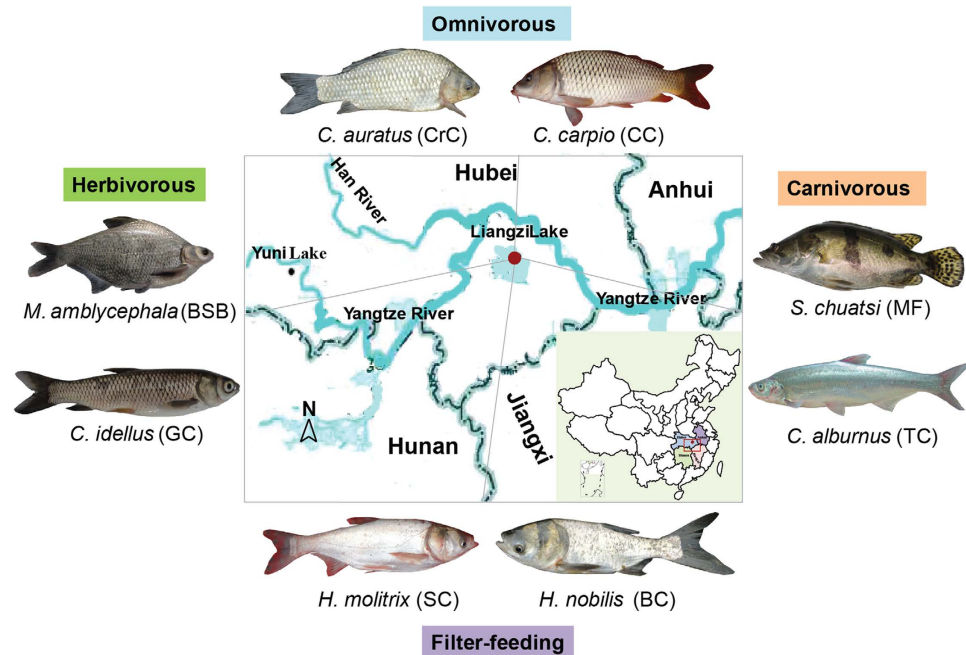 Omnivorous
C. auratus (CrC)
C. carpio (CC)
Herbivorous
M. amblycephala (BSB)
C. idellus (GC)
Han River
Hubei
Anhui
LiangziLake
Yuni Lake
Yangtze River
Yangtze River
N
Hunan
Jiangxi
Carnivorous
S. chuatsi (MF)
C. alburnus (TC)
H. molitrix (SC)
H. nobilis (BC)
Filter-feeding